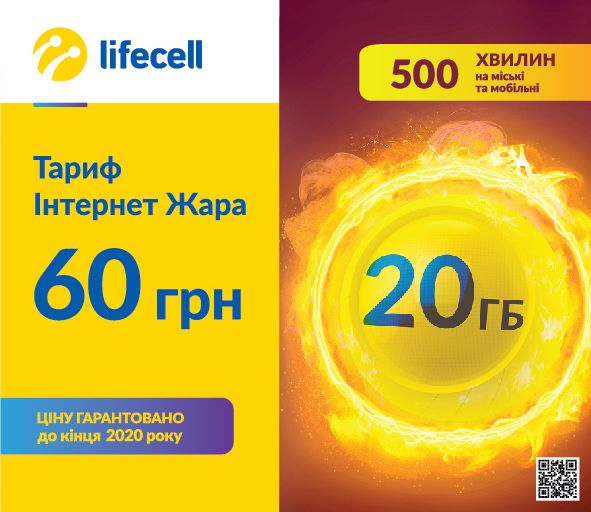 lifecell
500
ХВИЛИН
на міські
та мобільні
Тариф
Інтернет Жара
60 грн
20 ГБ
ЦІНУ ГАРАНТОВАНО
до кінця 2020 року